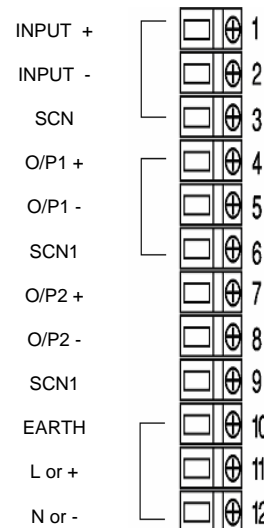 INPUT + 1
INPUT - 2
SCN 3
O/P1 + 4
O/P1 - 5
SCN1 6
O/P2 + 7
O/P2 - 8
SCN1 9
EARTH 10
L or + 11
N or - 12